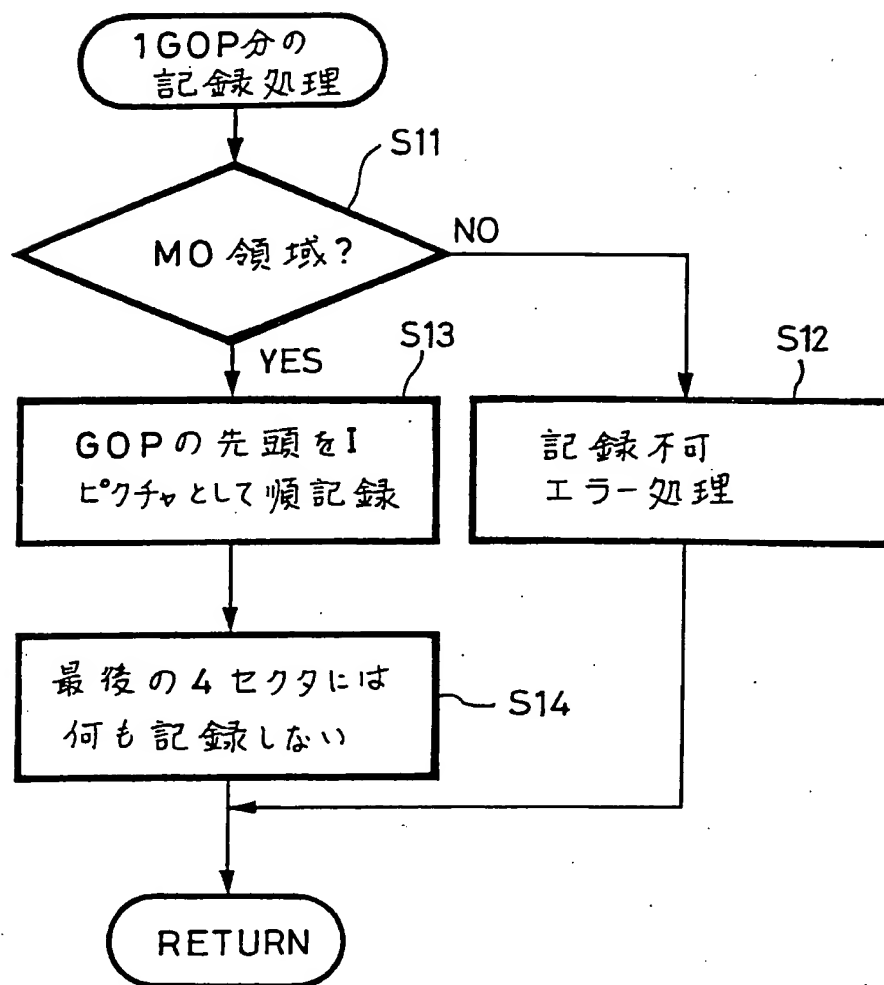 1GOP分の
記録処理
S11
MO領域?
NO
YES
S13
S12
GOPの先頭をI
ピクチャとして順記録
記録不可
エラー処理
最後の4セクタには
何も記録しない
S14
RETURN